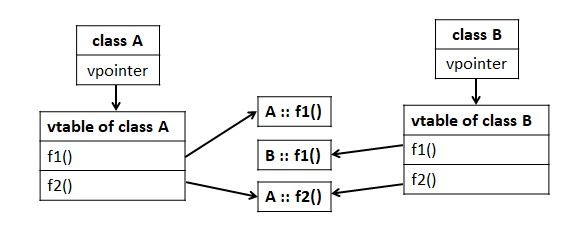 class A
vpointer
vtable of class A
f1()
f2()
A :: f1()
B :: f1()
A :: f2()
class B
vpointer
vtable of class B
f1()
f2()